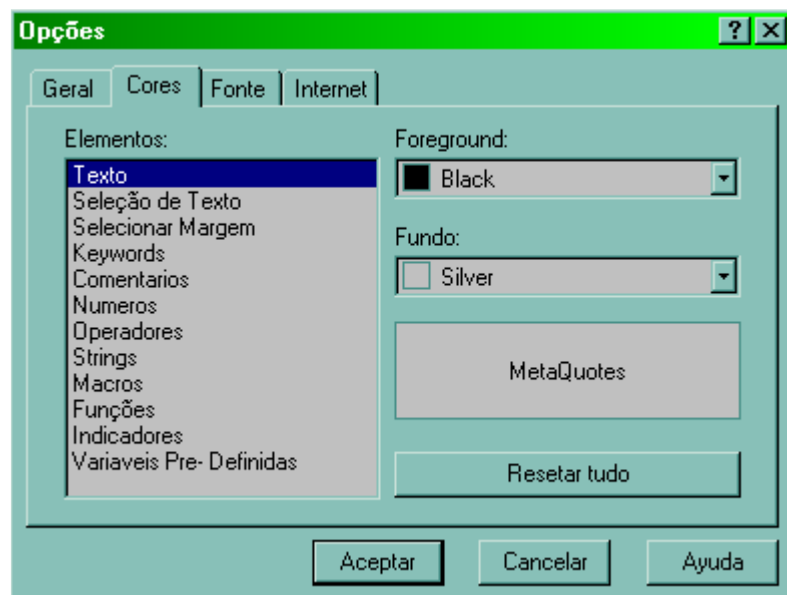 Opções
Geral Cores Fonte Internet
Elementos:
Texto
Seleção de Texto
Selecionar Margem
Keywords
Comentarios
Numeros
Operadores
Strings
Macros
Funções
Indicadores
Variaveis Pre- Definidas
Foreground:
Black
Fundo:
Silver
MetaQuotes
Resetar tudo
Aceptar Cancelar Ayuda